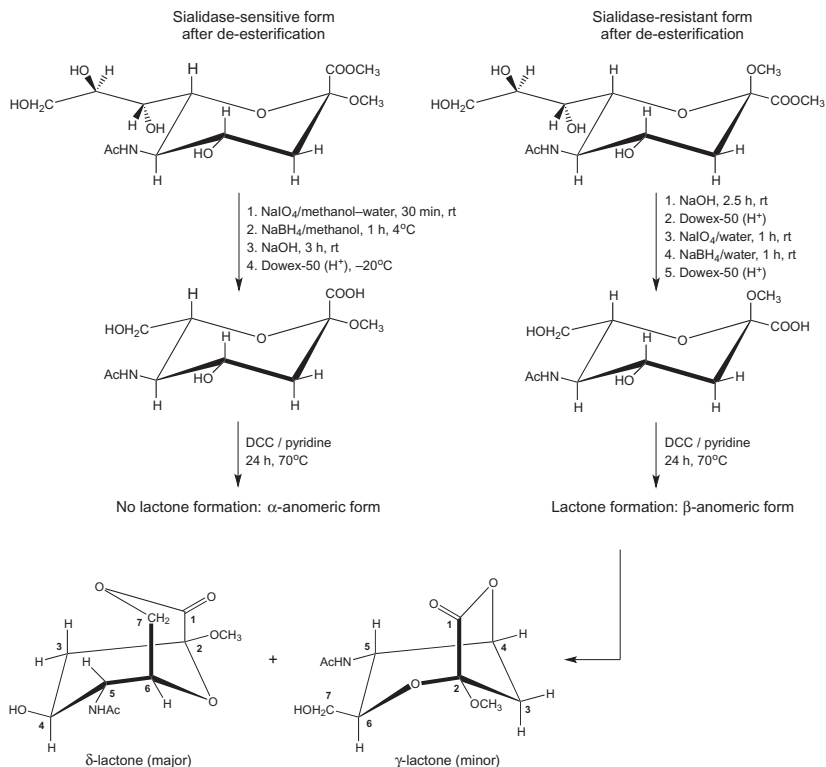 Sialidase-sensitive form
after de-esterification
Sialidase-resistant form
after de-esterification
HO
H
H
COOCH₃
HOH₂C
O
OCH₃
H
OH
H
AcHN
HO
H
H
HO
H
H
OCH₃
HOH₂C
O
COOCH₃
H
OH
H
AcHN
HO
H
H
1. NaIO₄/methanol–water, 30 min, rt
2. NaBH₄/methanol, 1 h, 4°C
3. NaOH, 3 h, rt
4. Dowex-50 (H⁺), –20°C
1. NaOH, 2.5 h, rt
2. Dowex-50 (H⁺)
3. NaIO₄/water, 1 h, rt
4. NaBH₄/water, 1 h, rt
5. Dowex-50 (H⁺)
H
COOH
HOH₂C
O
OCH₃
H
AcHN
HO
H
H
H
OCH₃
HOH₂C
O
COOH
H
AcHN
HO
H
H
DCC / pyridine
24 h, 70°C
DCC / pyridine
24 h, 70°C
No lactone formation: α-anomeric form
Lactone formation: β-anomeric form
O
O
1
7
CH₂
H
OCH₃
3
2
H
H
5
6
H
O
NHAc
HO
4
H
δ-lactone (major)
+
O
O
1
H
5
H
4
AcHN
O
7
2
H
HOH₂C
OCH₃
3
6
H
H
γ-lactone (minor)